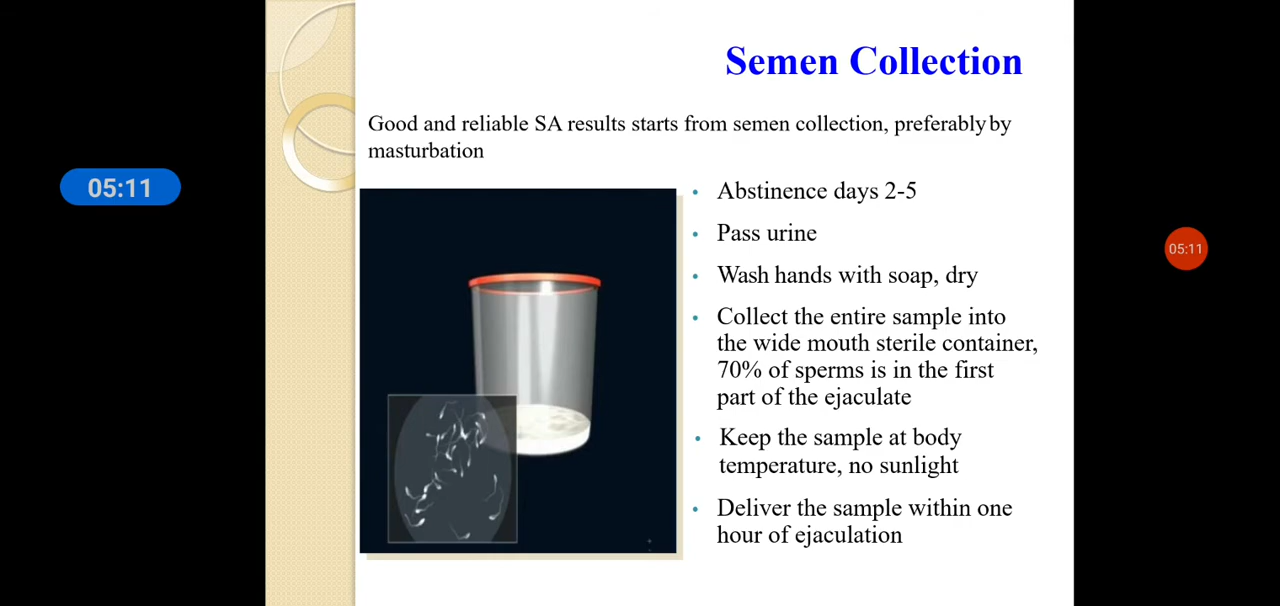 Semen Collection
Good and reliable SA results starts from semen collection, preferably by
masturbation
05:11
• Abstinence days 2-5
• Pass urine
• Wash hands with soap, dry
• Collect the entire sample into
the wide mouth sterile container,
70% of sperms is in the first
part of the ejaculate
• Keep the sample at body
temperature, no sunlight
• Deliver the sample within one
hour of ejaculation
05:11